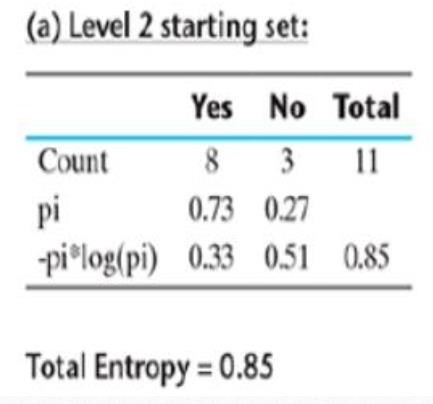 (a) Level 2 starting set:
Yes No Total
Count 8 3 11
pi 0.73 0.27
-pi*log(pi) 0.33 0.51 0.85
Total Entropy = 0.85